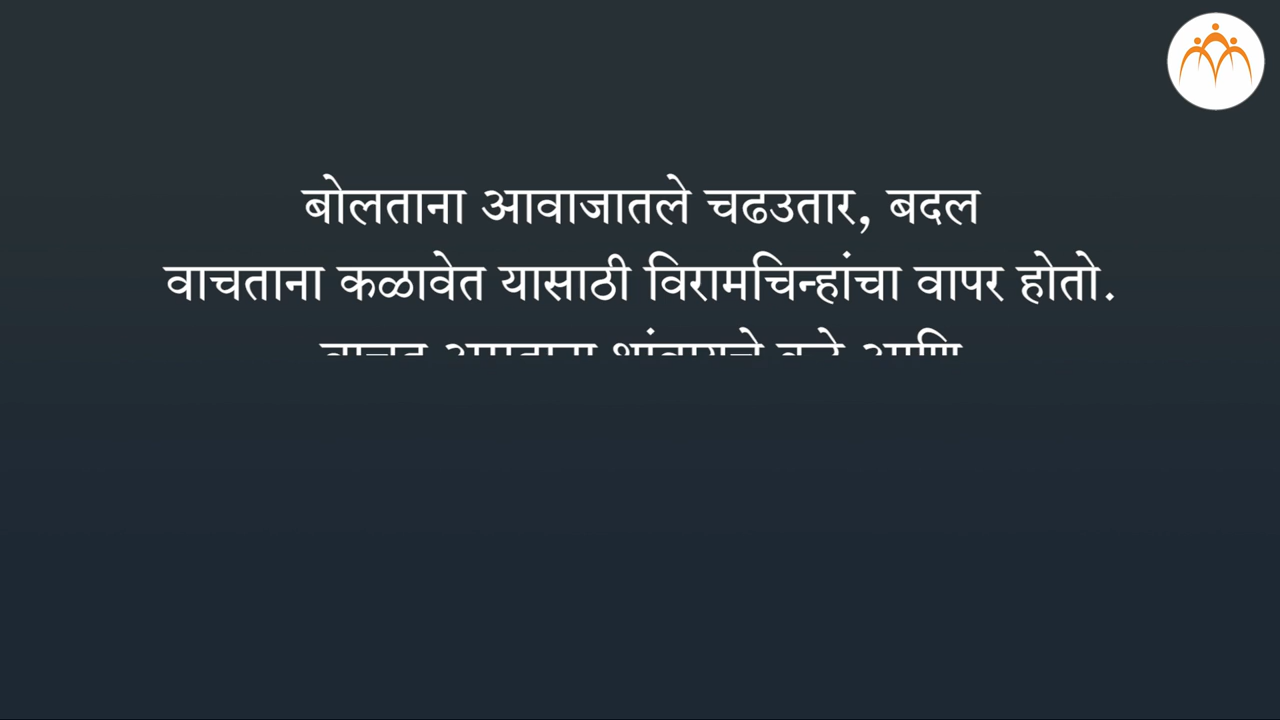 बोलताना आवाजातले चढउतार, बदल
वाचताना कळावेत यासाठी विरामचिन्हांचा वापर होतो.